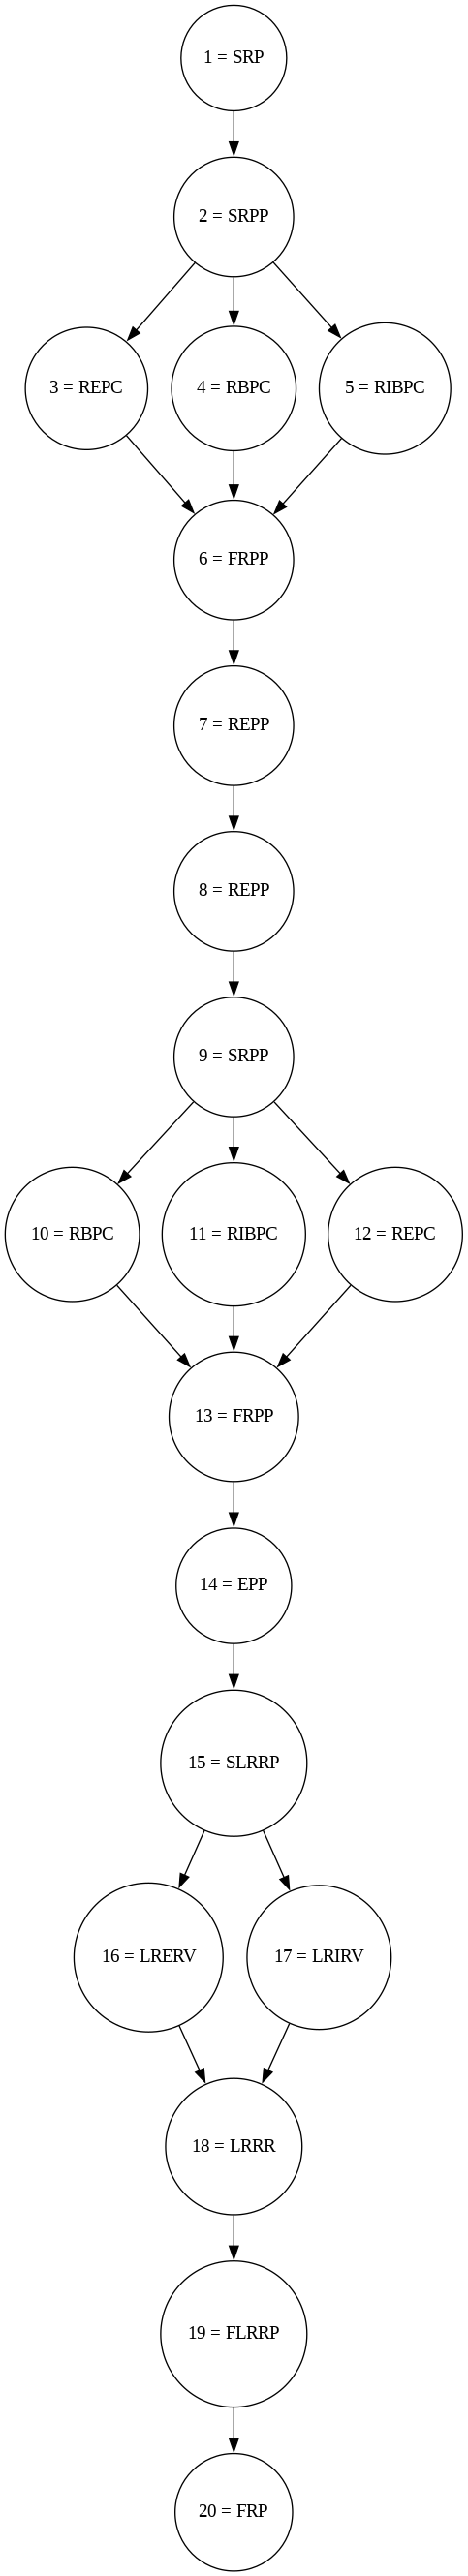 1 = SRP
2 = SRPP
3 = REPC
4 = RBPC
5 = RIBPC
6 = FRPP
7 = REPP
8 = REPP
9 = SRPP
10 = RBPC
11 = RIBPC
12 = REPC
13 = FRPP
14 = EPP
15 = SLRRP
16 = LRERV
17 = LRIRV
18 = LRRR
19 = FLRRP
20 = FRP